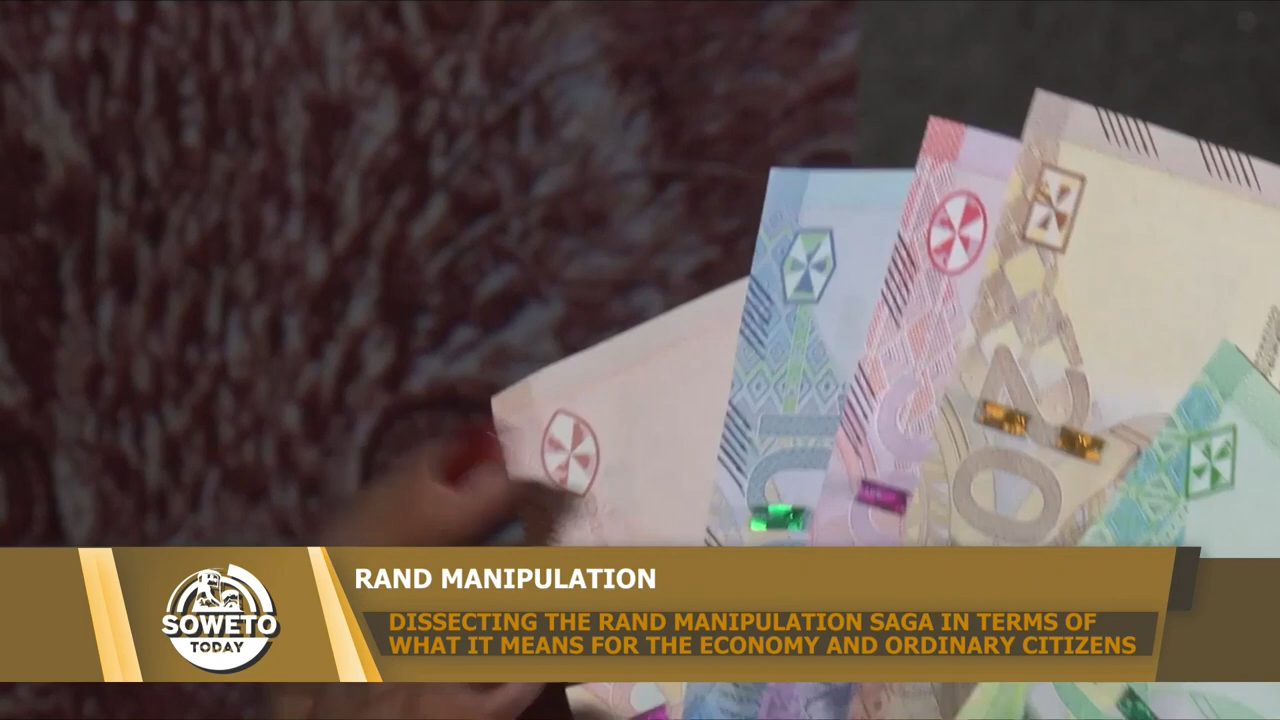 RAND MANIPULATION
DISSECTING THE RAND MANIPULATION SAGA IN TERMS OF
WHAT IT MEANS FOR THE ECONOMY AND ORDINARY CITIZENS
SOWETO
TODAY